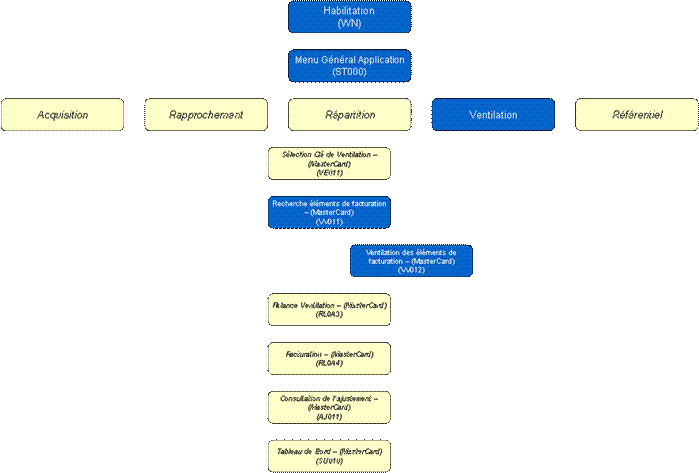 Habilitation
(WN)
Menu Général Application
(ST000)
Acquisition
Rapprochement
Répartition
Ventilation
Référentiel
Sélection Clé de Ventilation –
(MasterCard)
(VE011)
Recherche éléments de facturation
– (MasterCard)
(VV011)
Ventilation des éléments de
facturation – (MasterCard)
(VV012)
Relance Ventilation – (MasterCard)
(RL0A3)
Facturation – (MasterCard)
(RL0A4)
Consultation de l'ajustement –
(MasterCard)
(AJ011)
Tableau de Bord – (MasterCard)
(SU010)